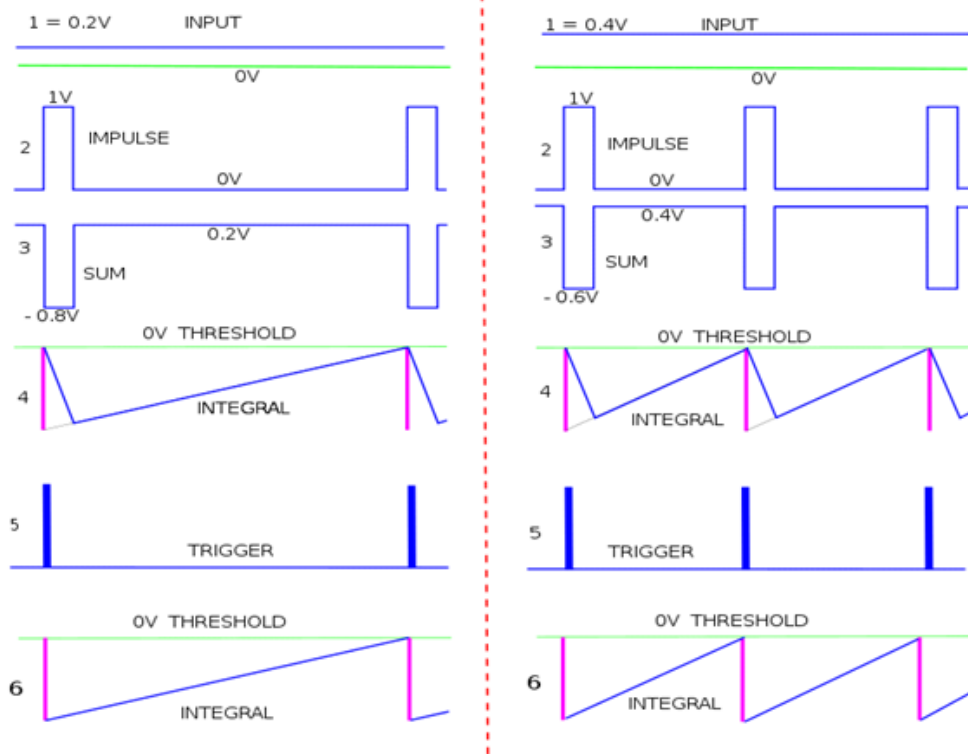 1 = 0.2V INPUT
0V
1V
2 IMPULSE
0V
3 0.2V
SUM
- 0.8V
0V THRESHOLD
4 INTEGRAL
5
TRIGGER
0V THRESHOLD
6
INTEGRAL
1 = 0.4V INPUT
0V
1V
2 IMPULSE
0V
0.4V
3
SUM
- 0.6V
0V THRESHOLD
4
INTEGRAL
5
TRIGGER
0V THRESHOLD
6
INTEGRAL